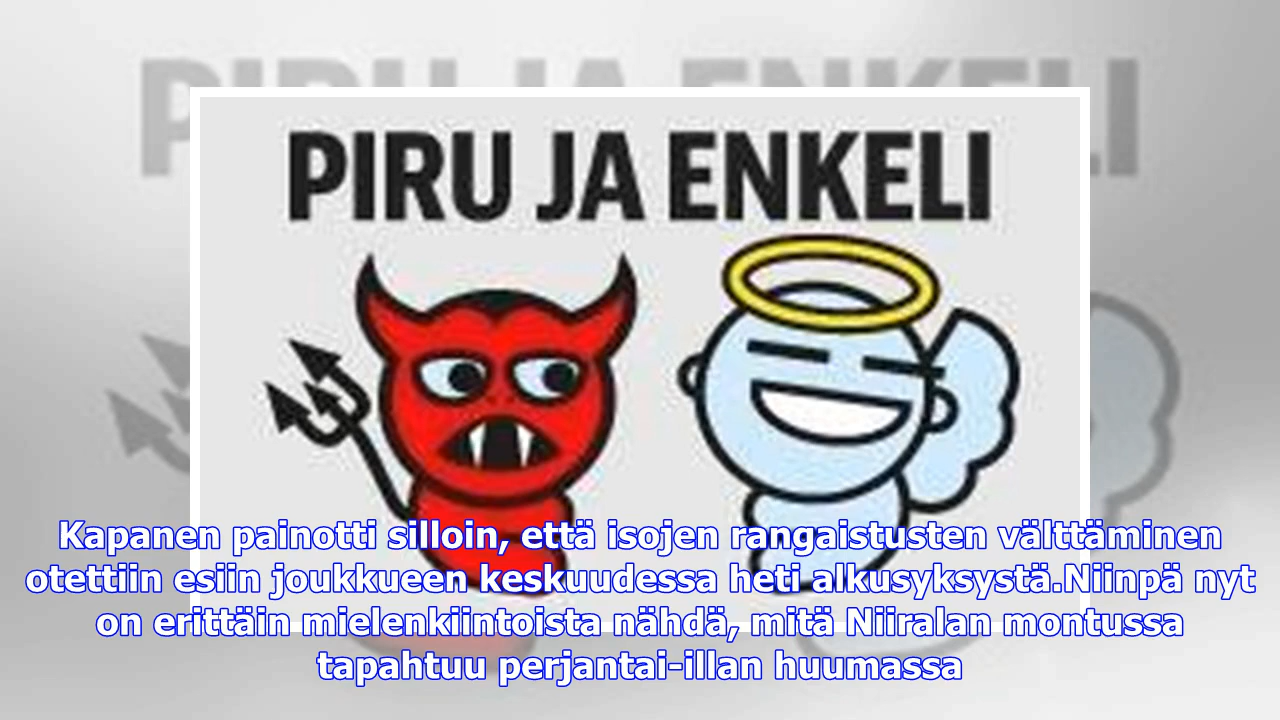 PIRU JA ENKELI
Kapanen painotti silloin, että isojen rangaistusten välttäminen
otettiin esiin joukkueen keskuudessa heti alkusyksystä.Niinpä nyt
on erittäin mielenkiintoista nähdä, mitä Niiralan montussa
tapahtuu perjantai-illan huumassa